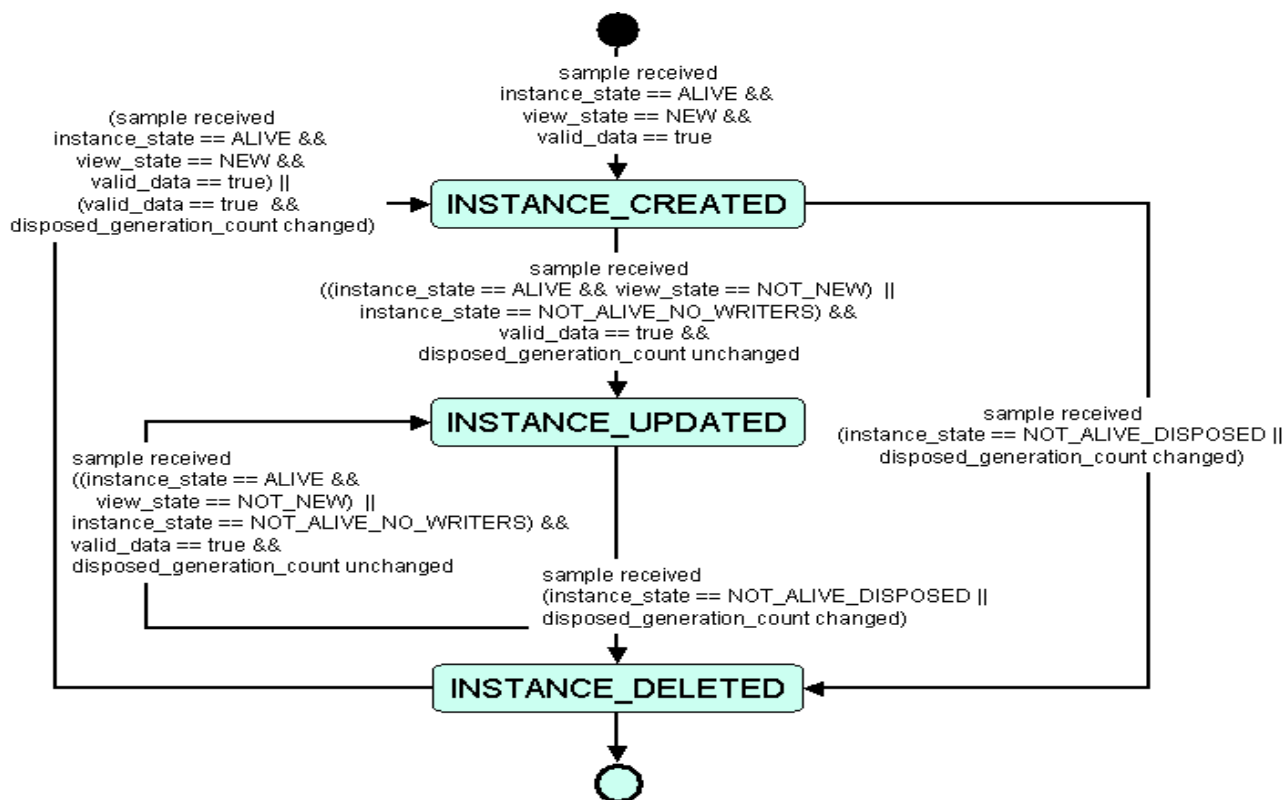 sample received
instance_state == ALIVE &&
view_state == NEW &&
valid_data == true
(sample received
instance_state == ALIVE &&
view_state == NEW &&
valid_data == true) ||
(valid_data == true &&
disposed_generation_count changed)
INSTANCE_CREATED
sample received
((instance_state == ALIVE && view_state == NOT_NEW) ||
instance_state == NOT_ALIVE_NO_WRITERS) &&
valid_data == true &&
disposed_generation_count unchanged
INSTANCE_UPDATED
sample received
(instance_state == NOT_ALIVE_DISPOSED ||
disposed_generation_count changed)
sample received
((instance_state == ALIVE &&
view_state == NOT_NEW) ||
instance_state == NOT_ALIVE_NO_WRITERS) &&
valid_data == true &&
disposed_generation_count unchanged
sample received
(instance_state == NOT_ALIVE_DISPOSED ||
disposed_generation_count changed)
INSTANCE_DELETED